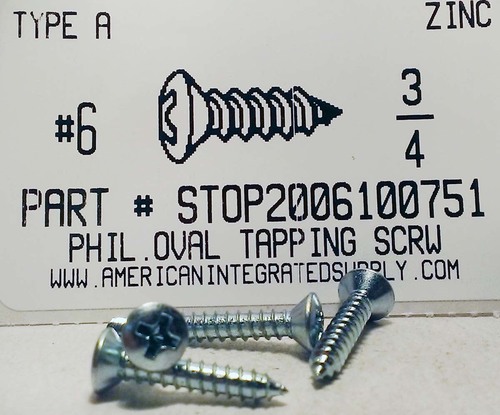 TYPE A ZINC
#6 3/4
PART # STOP2006100751
PHIL.OVAL TAPPING SCRW
WWW.AMERICANINTEGRATEDSUPPLY.COM